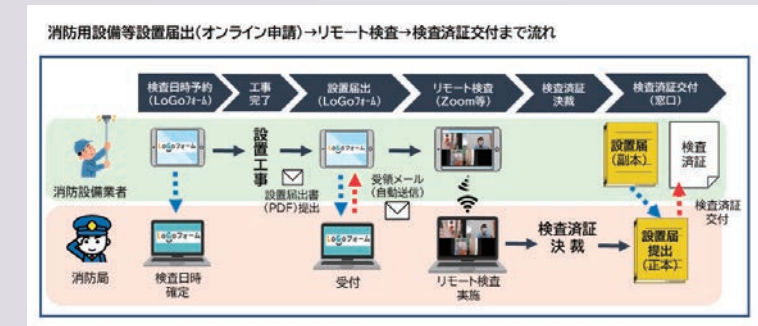 消防用設備等設置届出(オンライン申請)→リモート検査→検査済証交付まで流れ
検査日時予約
(LoGoフォーム)
工事
完了
設置届出
(LoGoフォーム)
リモート検査
(Zoom等)
検査済証
決裁
検査済証交付
(窓口)
消防設備業者
LoGoフォーム
設置工事
設置届出書
(PDF)提出
LoGoフォーム
受領メール
(自動送信)
設置届
(副本)
検査
済証
検査済証
交付
消防局
LoGoフォーム
検査日時
確定
LoGoフォーム
受付
リモート検査
実施
検査済証
決裁
設置届
提出
(正本)